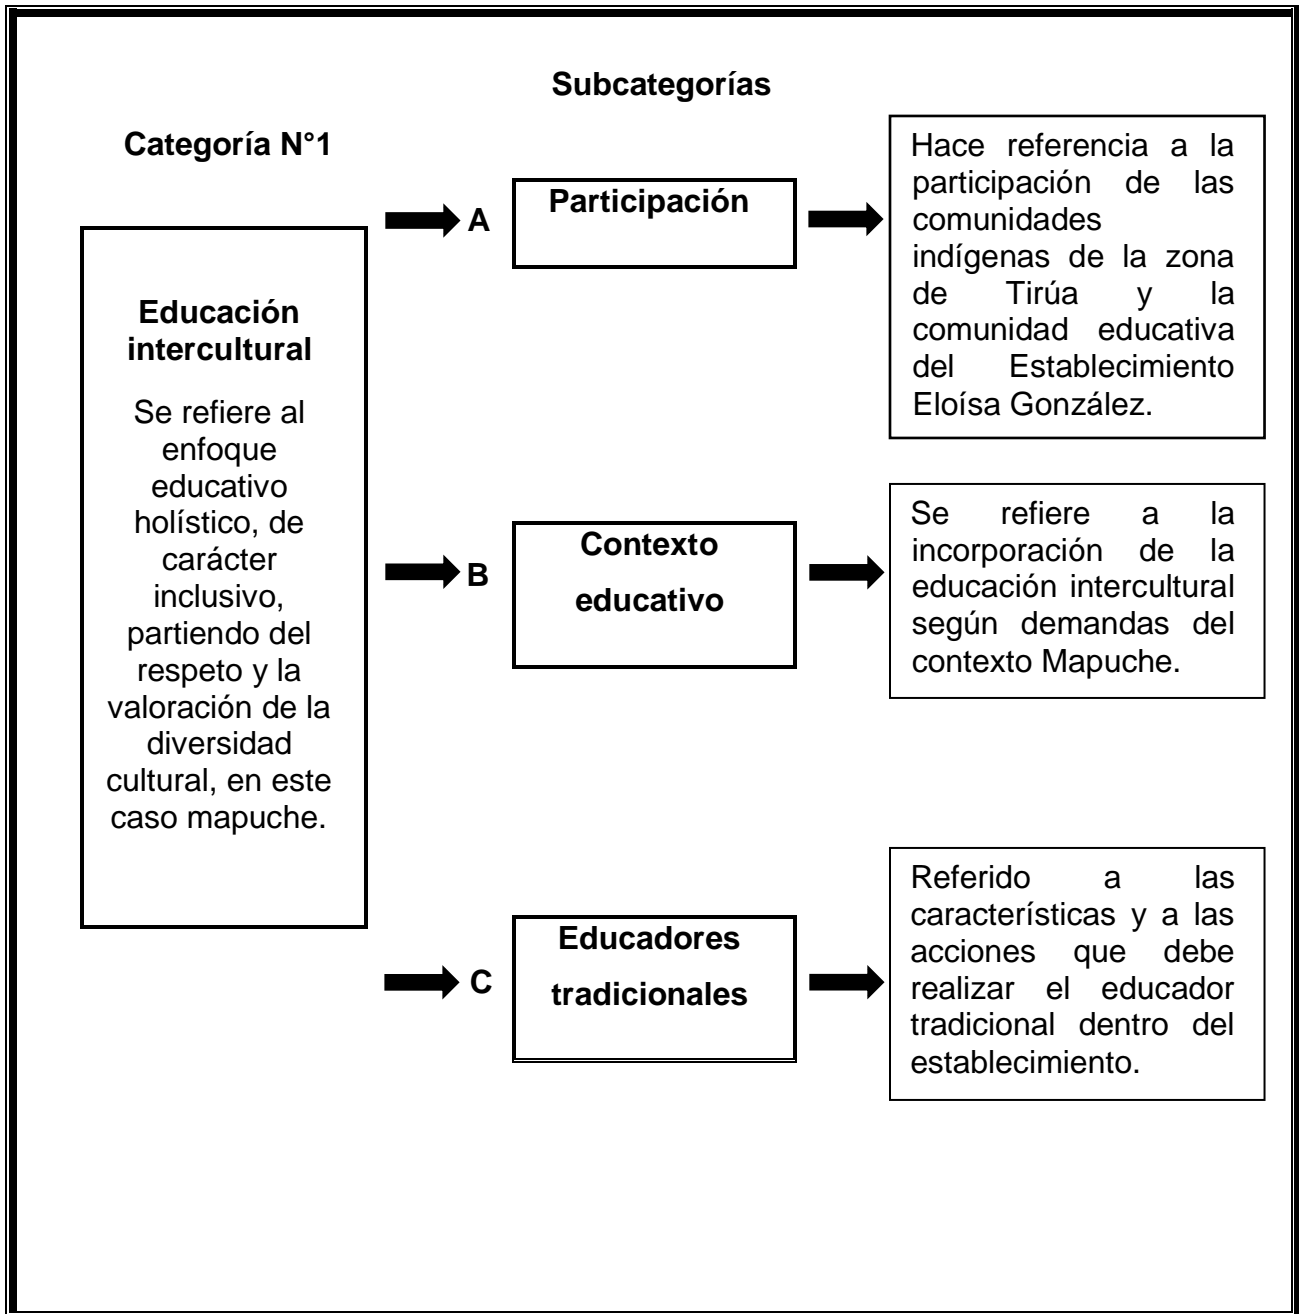 Subcategorías
Categoría N°1
Educación
intercultural
Se refiere al
enfoque
educativo
holístico, de
carácter
inclusivo,
partiendo del
respeto y la
valoración de la
diversidad
cultural, en este
caso mapuche.
A
Participación
Hace referencia a la
participación de las
comunidades
indígenas de la zona
de Tirúa y la
comunidad educativa
del Establecimiento
Eloísa González.
B
Contexto
educativo
Se refiere a la
incorporación de la
educación intercultural
según demandas del
contexto Mapuche.
C
Educadores
tradicionales
Referido a las
características y a las
acciones que debe
realizar el educador
tradicional dentro del
establecimiento.